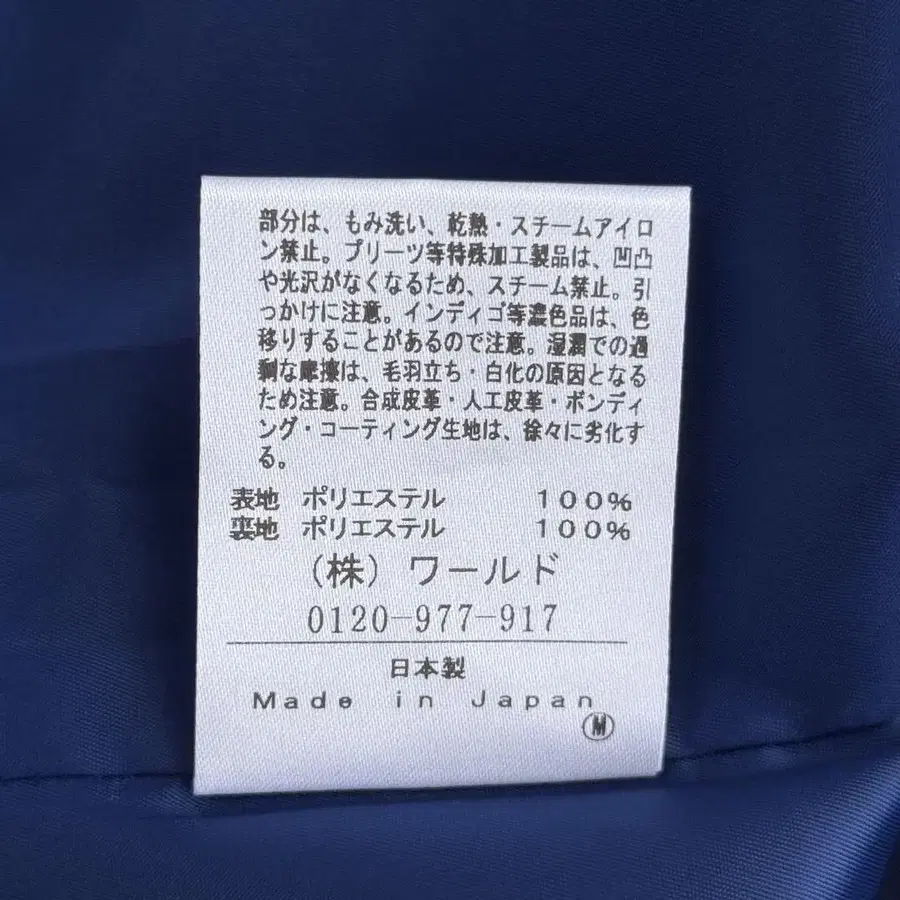 部分は、もみ洗い、乾熱・スチームアイロ
ン禁止。プリーツ等特殊加工製品は、凹凸
や光沢がなくなるため、スチーム禁止。引
っかけに注意。インディゴ等濃色品は、色
移りすることがあるので注意。湿潤での過
剰な摩擦は、毛羽立ち・白化の原因となる
ため注意。合成皮革・人工皮革・ボンディ
ング・コーティング生地は、徐々に劣化す
る。
表地 ポリエステル 100%
裏地 ポリエステル 100%
(株)ワールド
0120-977-917
日本製
Made in Japan
M